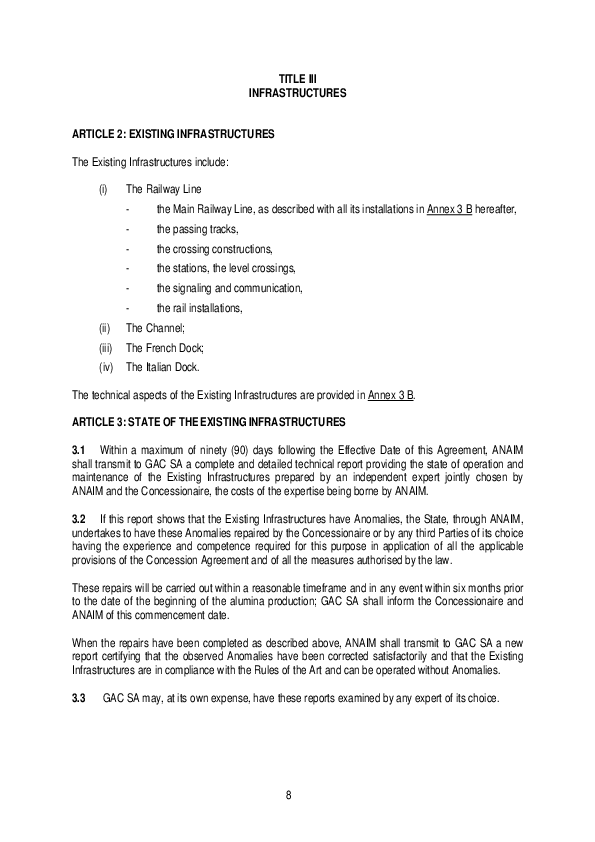 TITLE III
INFRASTRUCTURES
ARTICLE 2: EXISTING INFRASTRUCTURES
The Existing Infrastructures include:
(i) The Railway Line
- the Main Railway Line, as described with all its installations in Annex 3 B hereafter,
- the passing tracks,
- the crossing constructions,
- the stations, the level crossings,
- the signaling and communication,
- the rail installations,
(ii) The Channel;
(iii) The French Dock;
(iv) The Italian Dock.
The technical aspects of the Existing Infrastructures are provided in Annex 3 B.
ARTICLE 3: STATE OF THE EXISTING INFRASTRUCTURES
3.1 Within a maximum of ninety (90) days following the Effective Date of this Agreement, ANAIM
shall transmit to GAC SA a complete and detailed technical report providing the state of operation and
maintenance of the Existing Infrastructures prepared by an independent expert jointly chosen by
ANAIM and the Concessionaire, the costs of the expertise being borne by ANAIM.
3.2 If this report shows that the Existing Infrastructures have Anomalies, the State, through ANAIM,
undertakes to have these Anomalies repaired by the Concessionaire or by any third Parties of its choice
having the experience and competence required for this purpose in application of all the applicable
provisions of the Concession Agreement and of all the measures authorised by the law.
These repairs will be carried out within a reasonable timeframe and in any event within six months prior
to the date of the beginning of the alumina production; GAC SA shall inform the Concessionaire and
ANAIM of this commencement date.
When the repairs have been completed as described above, ANAIM shall transmit to GAC SA a new
report certifying that the observed Anomalies have been corrected satisfactorily and that the Existing
Infrastructures are in compliance with the Rules of the Art and can be operated without Anomalies.
3.3 GAC SA may, at its own expense, have these reports examined by any expert of its choice.
8